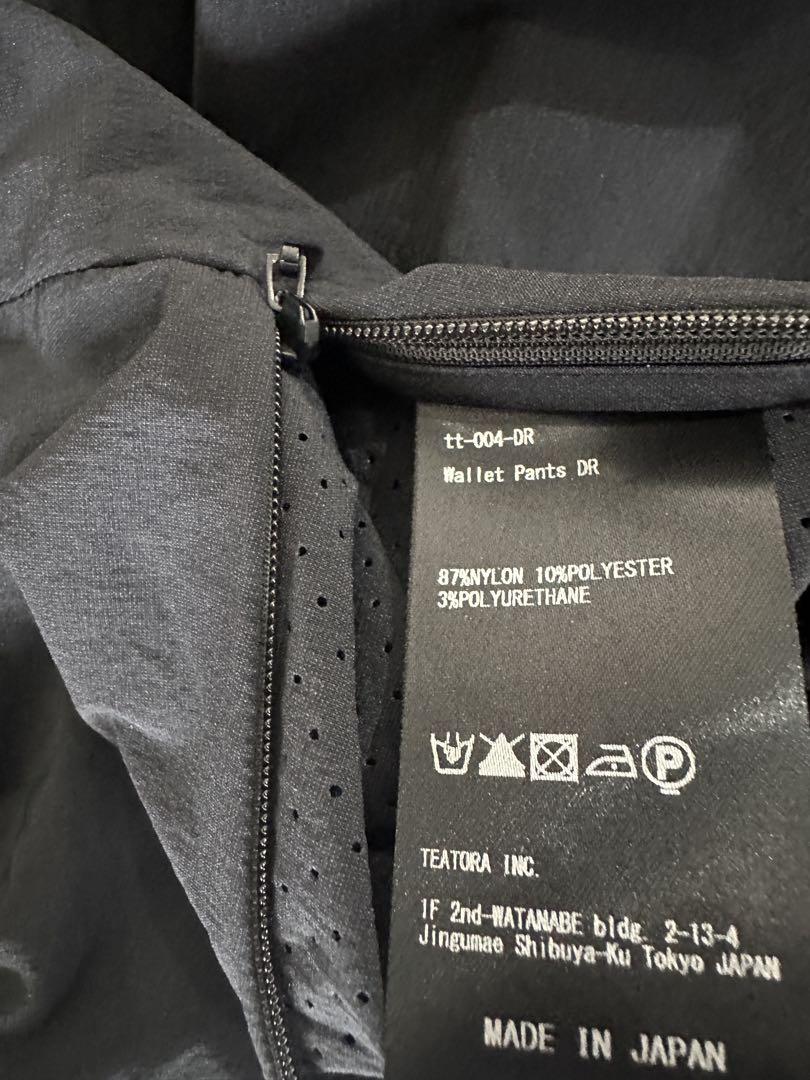 tt-004-DR
Wallet Pants DR
87%NYLON 10%POLYESTER
3%POLYURETHANE
P
TEATORA INC.
1F 2nd-WATANABE bldg. 2-13-4
Jingumae Shibuya-Ku Tokyo JAPAN
MADE IN JAPAN